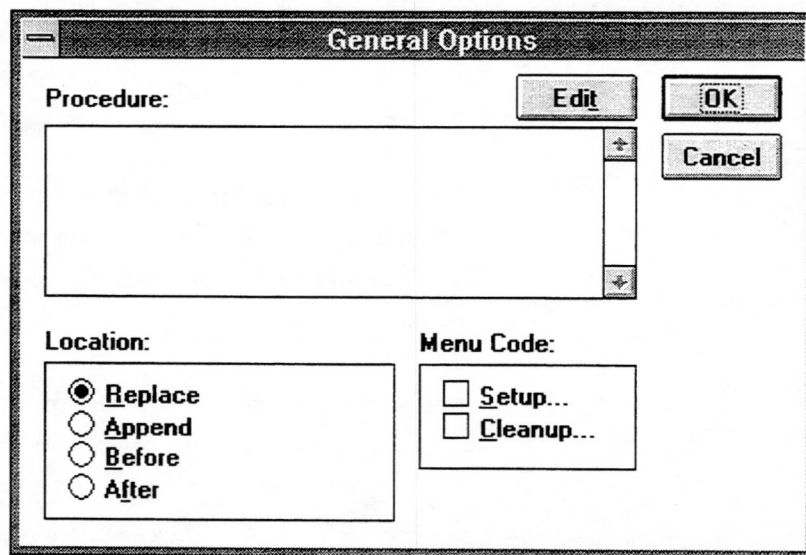 General Options
Procedure:
Edit
OK
Cancel
Location:
Replace
Append
Before
After
Menu Code:
Setup...
Cleanup...